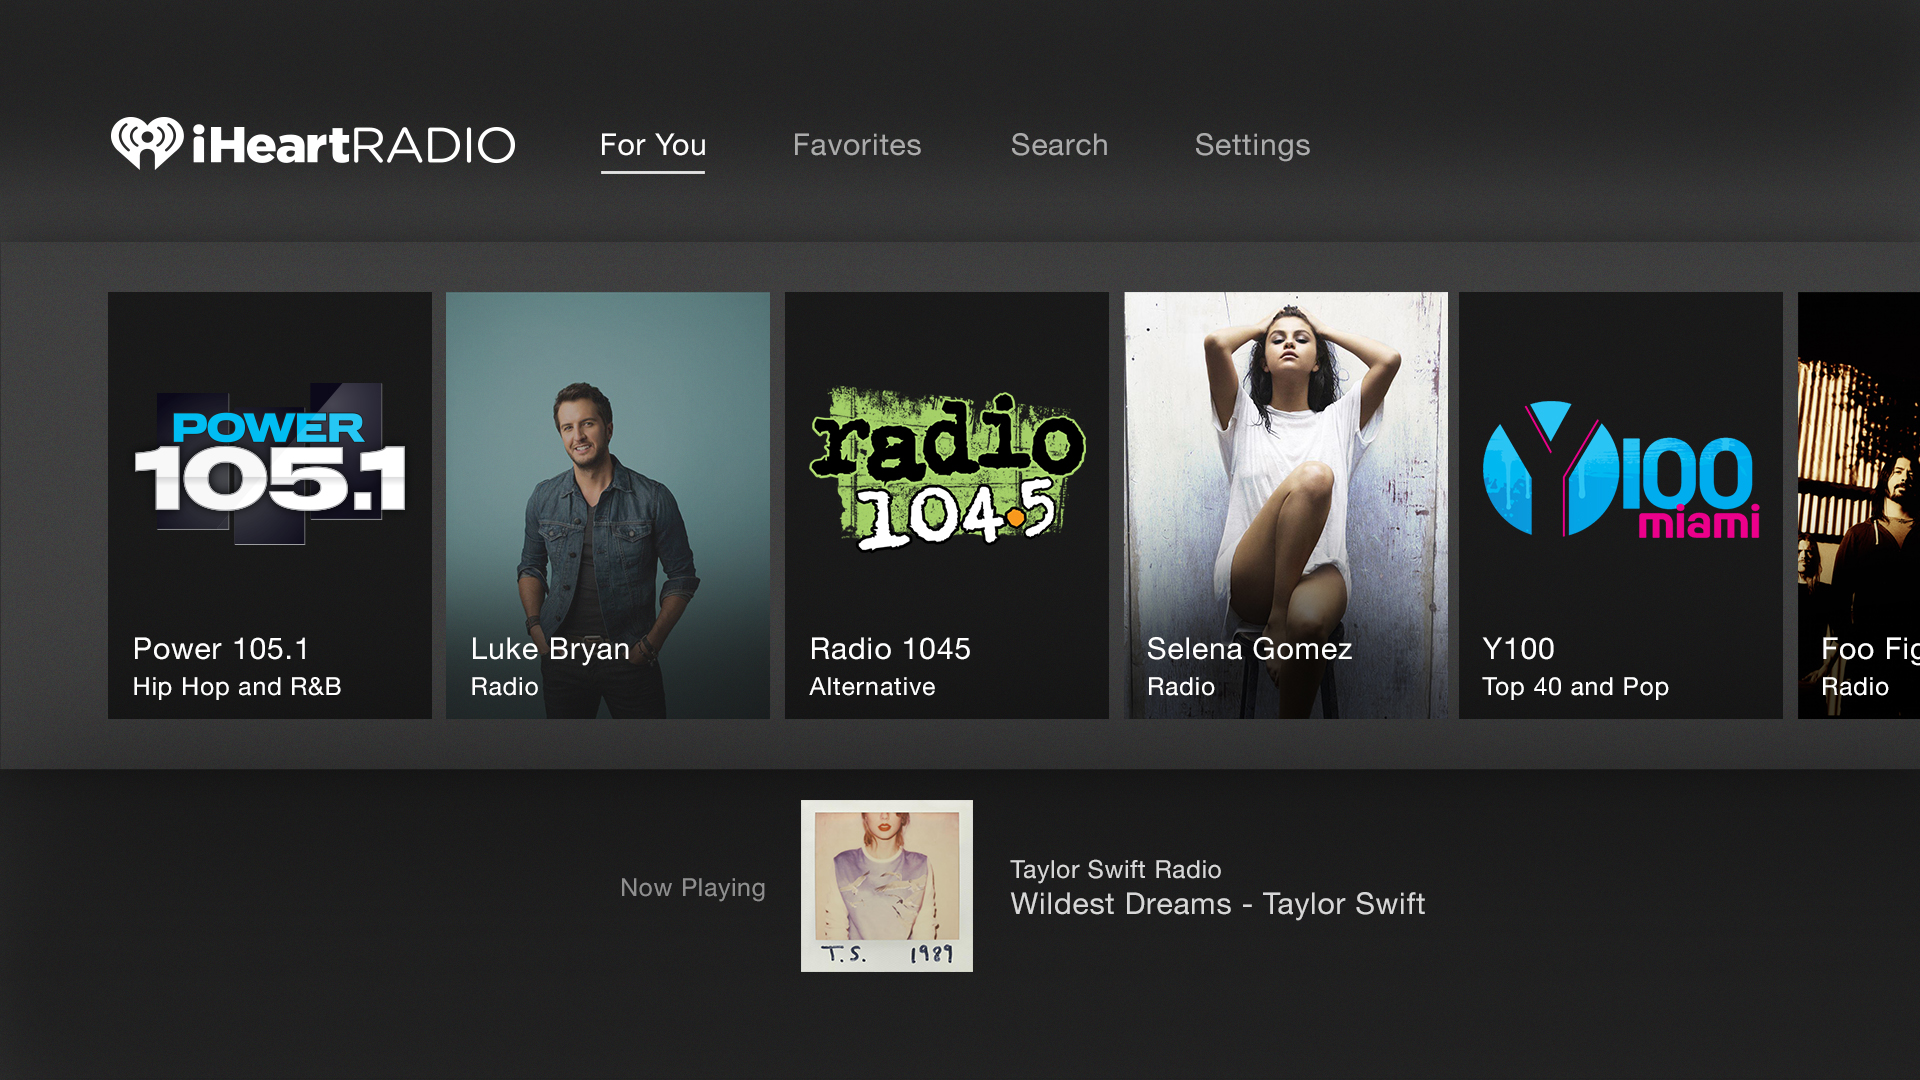 iHeartRADIO
For You
Favorites
Search
Settings
POWER
105.1
Power 105.1
Hip Hop and R&B
Luke Bryan
Radio
radio
104.5
Radio 1045
Alternative
Selena Gomez
Radio
Y100
miami
Y100
Top 40 and Pop
Foo Fig
Radio
Now Playing
T.S. 1989
Taylor Swift Radio
Wildest Dreams - Taylor Swift